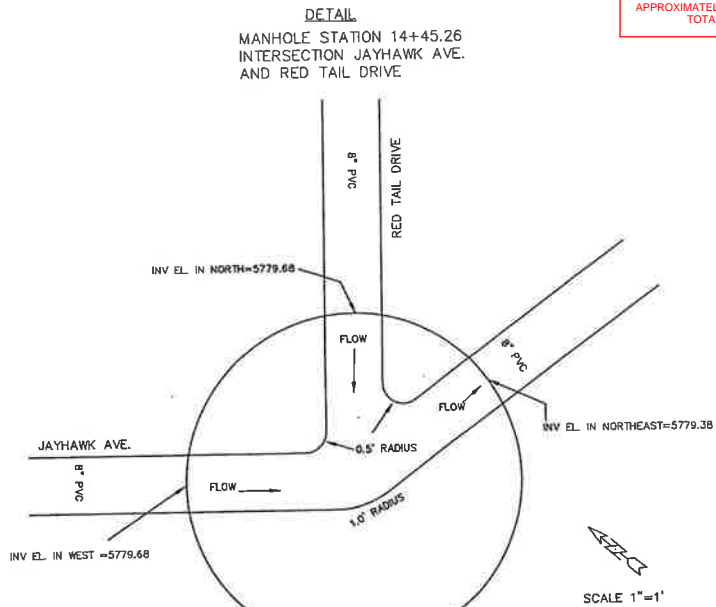 APPROXIMATEL
TOTA
DETAIL
MANHOLE STATION 14+45.26
INTERSECTION JAYHAWK AVE.
AND RED TAIL DRIVE
8" PVC
RED TAIL DRIVE
INV EL. IN NORTH=5779.68
FLOW
8" PVC
FLOW
INV EL. IN NORTHEAST=5779.38
JAYHAWK AVE.
0.5' RADIUS
8" PVC
FLOW
1.0' RADIUS
INV EL. IN WEST =5779.68
SCALE 1"=1'